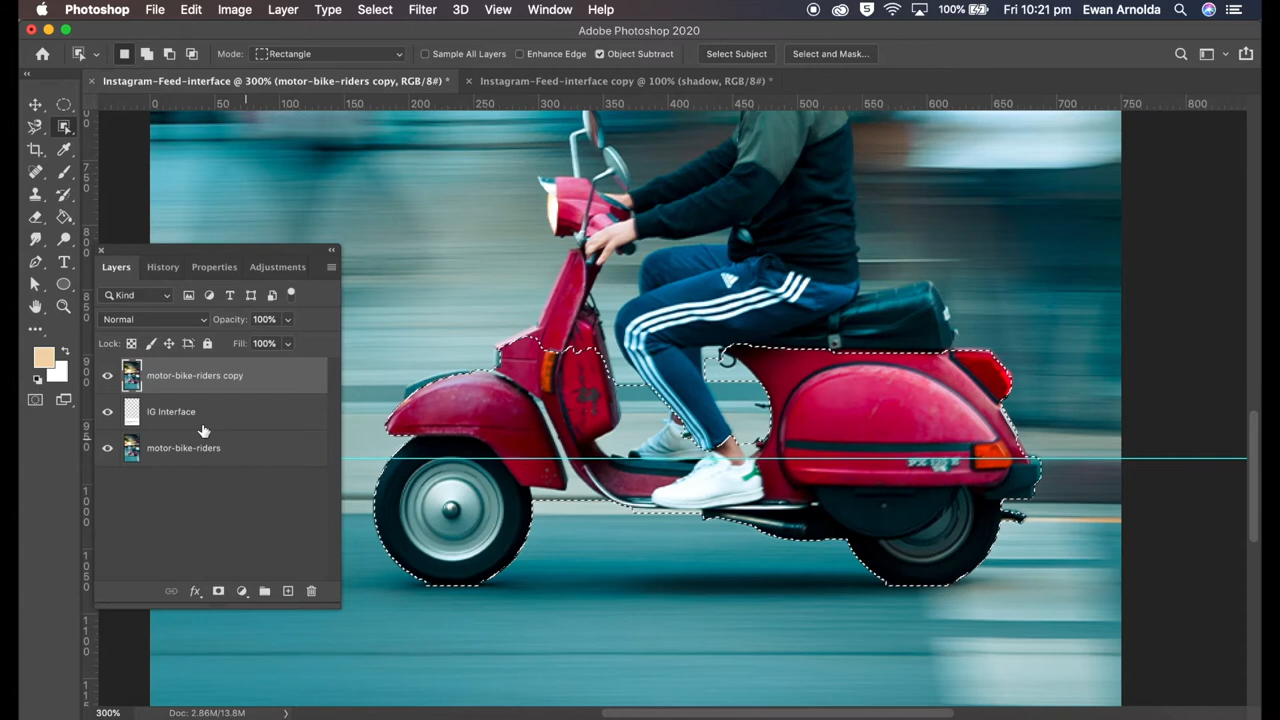 Photoshop File Edit Image Layer Type Select Filter 3D View Window Help 100% Fri 10:21 pm Ewan Arnolda
Adobe Photoshop 2020
Mode: Rectangle Sample All Layers Enhance Edge Object Subtract Select Subject Select and Mask...
Instagram-Feed-interface @ 300% (motor-bike-riders copy, RGB/8#) * Instagram-Feed-interface copy @ 100% (shadow, RGB/8#) *
0 50 100 150 200 250 300 350 400 450 500 550 600 650 700 750 800
Layers History Properties Adjustments
Kind
Normal Opacity: 100%
Lock: Fill: 100%
motor-bike-riders copy
IG Interface
motor-bike-riders
300% Doc: 2.86M/13.8M